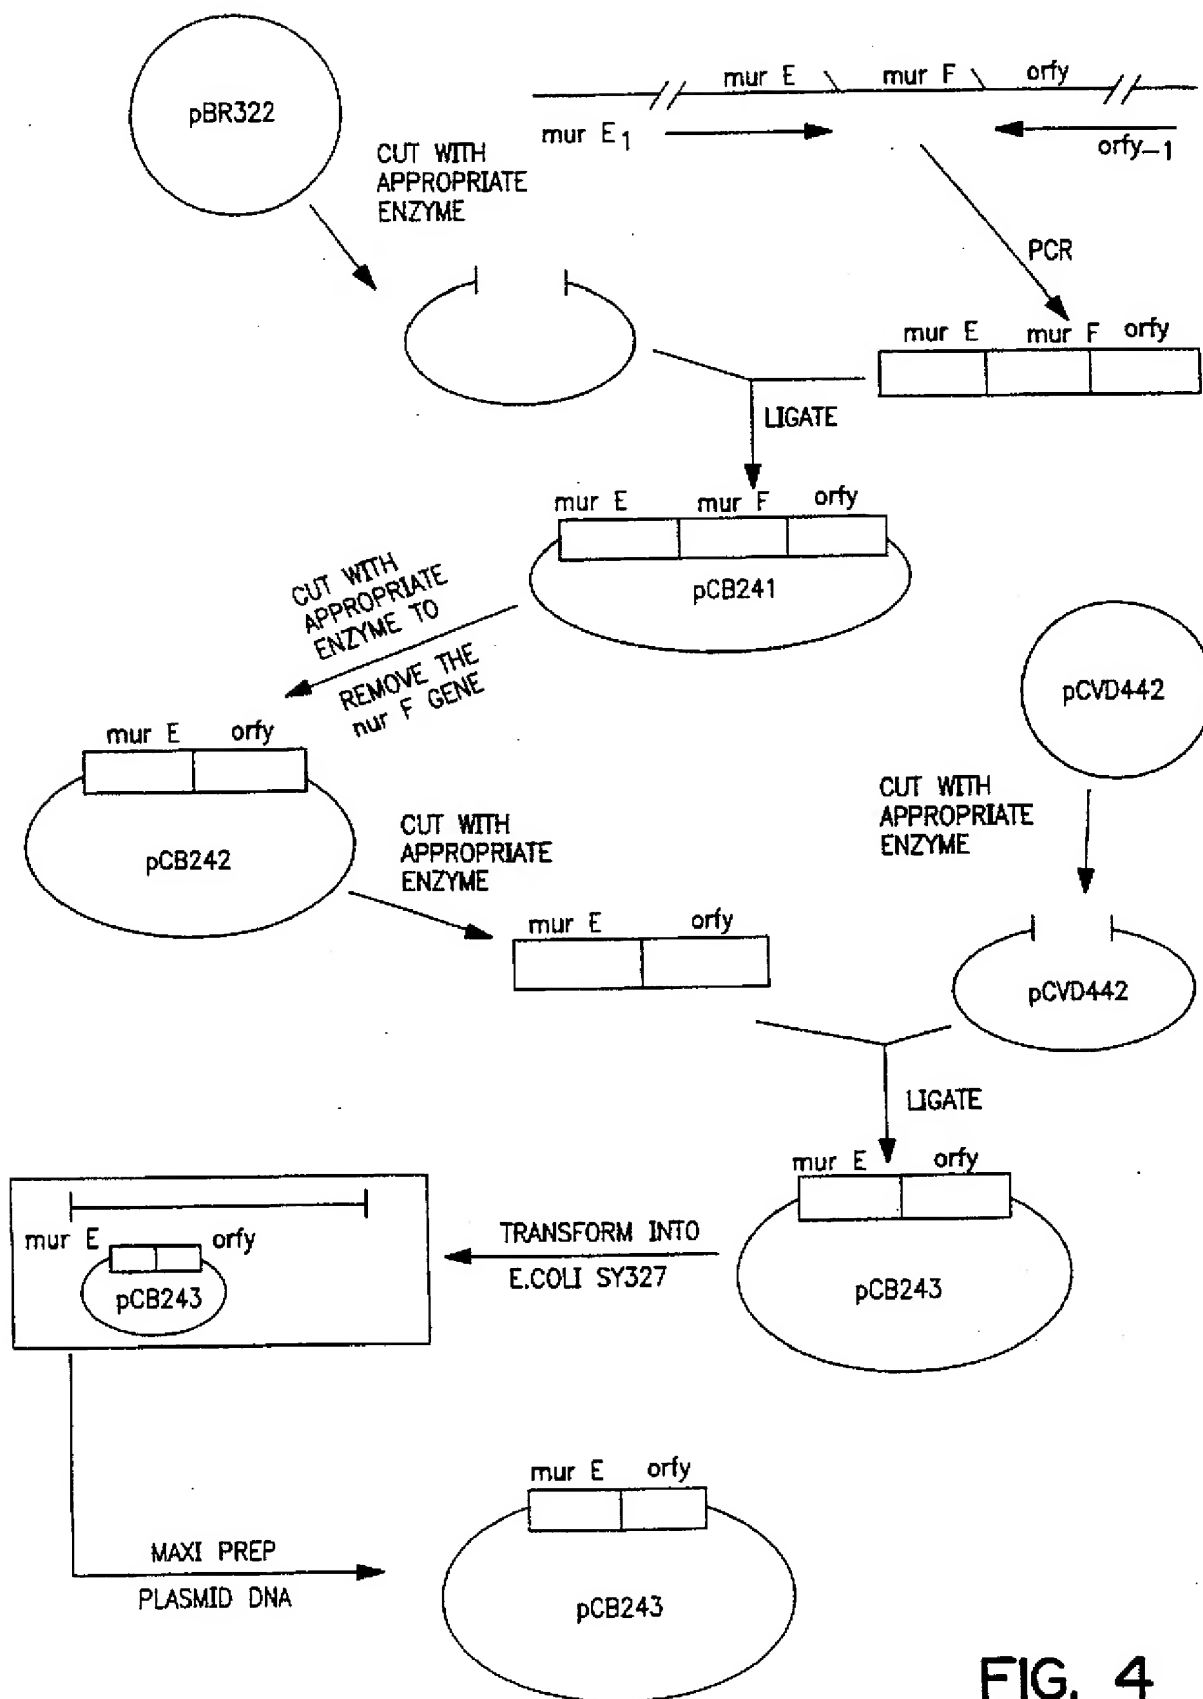 pBR322
mur E mur F orfy
mur E1
orfy-1
CUT WITH
APPROPRIATE
ENZYME
PCR
mur E mur F orfy
LIGATE
mur E mur F orfy
pCB241
CUT WITH
APPROPRIATE
ENZYME TO
REMOVE THE
nur F GENE
pCVD442
mur E orfy
pCB242
CUT WITH
APPROPRIATE
ENZYME
CUT WITH
APPROPRIATE
ENZYME
mur E orfy
pCVD442
LIGATE
mur E orfy
pCB243
TRANSFORM INTO
E.COLI SY327
mur E orfy
pCB243
MAXI PREP
PLASMID DNA
mur E orfy
pCB243
FIG. 4